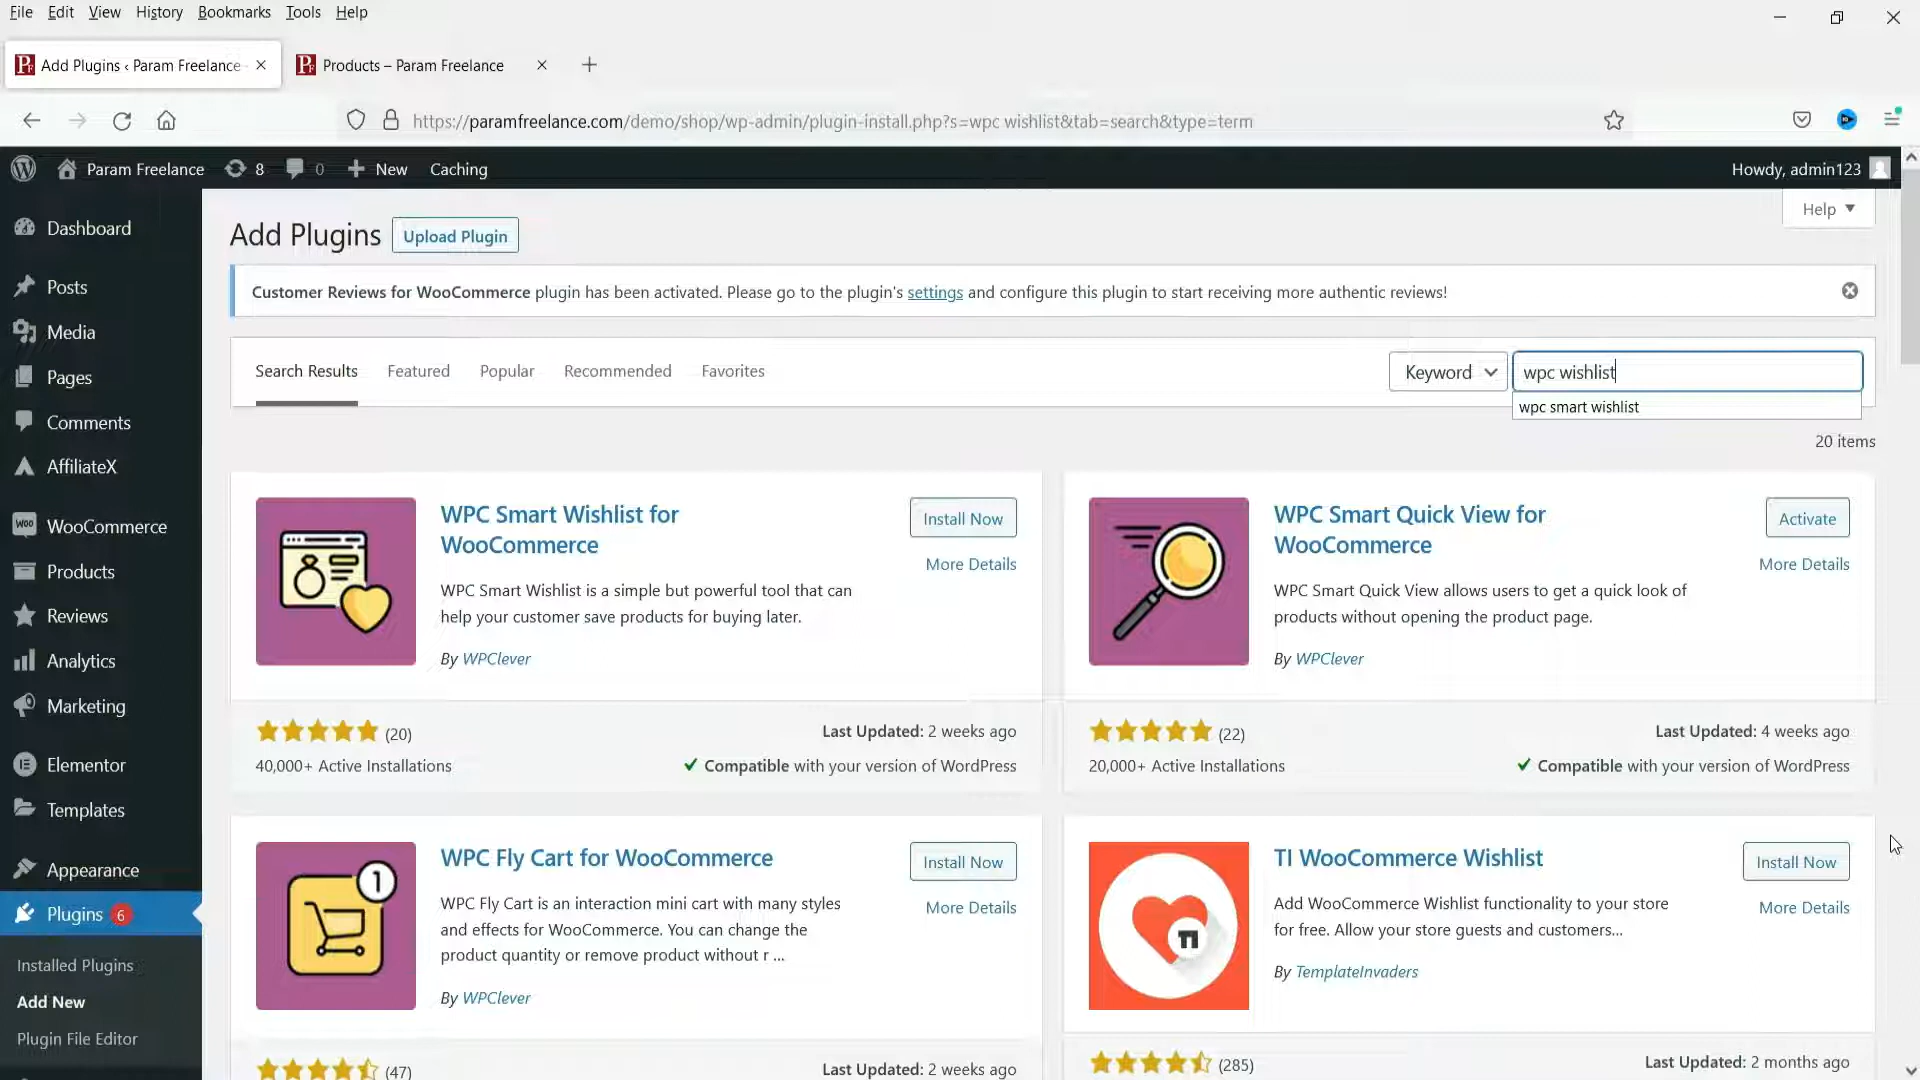 File Edit View History Bookmarks Tools Help
Add Plugins ‹ Param Freelance
Products – Param Freelance
https://paramfreelance.com/demo/shop/wp-admin/plugin-install.php?s=wpc wishlist&tab=search&type=term
Param Freelance 8 0 New Caching Howdy, admin123
Dashboard
Posts
Media
Pages
Comments
AffiliateX
WooCommerce
Products
Reviews
Analytics
Marketing
Elementor
Templates
Appearance
Plugins 6
Installed Plugins
Add New
Plugin File Editor
Help
Add Plugins Upload Plugin
Customer Reviews for WooCommerce plugin has been activated. Please go to the plugin's settings and configure this plugin to start receiving more authentic reviews!
Search Results Featured Popular Recommended Favorites Keyword wpc wishlist
wpc smart wishlist
20 items
WPC Smart Wishlist for
WooCommerce
Install Now
More Details
WPC Smart Wishlist is a simple but powerful tool that can
help your customer save products for buying later.
By WPClever
(20)
Last Updated: 2 weeks ago
40,000+ Active Installations
Compatible with your version of WordPress
WPC Smart Quick View for
WooCommerce
Activate
More Details
WPC Smart Quick View allows users to get a quick look of
products without opening the product page.
By WPClever
(22)
Last Updated: 4 weeks ago
20,000+ Active Installations
Compatible with your version of WordPress
1
WPC Fly Cart for WooCommerce
Install Now
More Details
WPC Fly Cart is an interaction mini cart with many styles
and effects for WooCommerce. You can change the
product quantity or remove product without r ...
By WPClever
(47)
Last Updated: 2 weeks ago
TI
TI WooCommerce Wishlist
Install Now
More Details
Add WooCommerce Wishlist functionality to your store
for free. Allow your store guests and customers...
By TemplateInvaders
(285)
Last Updated: 2 months ago